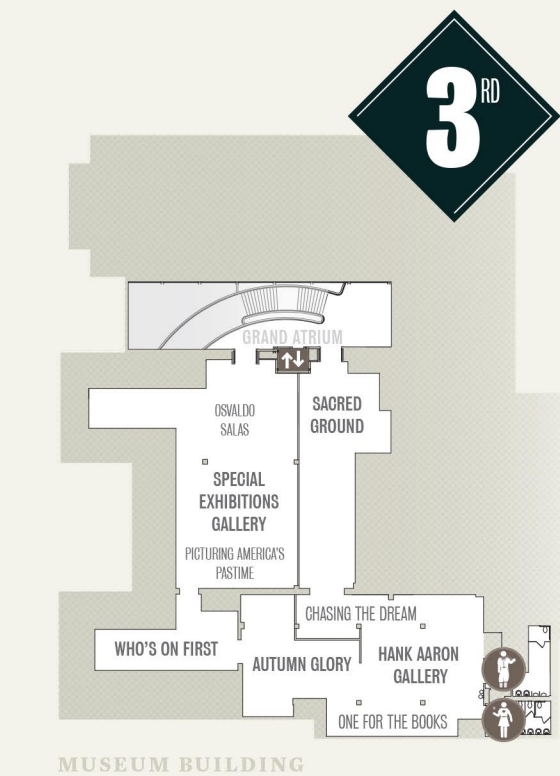 3RD
GRAND ATRIUM
OSVALDO
SALAS
SACRED
GROUND
SPECIAL
EXHIBITIONS
GALLERY
PICTURING AMERICA'S
PASTIME
CHASING THE DREAM
WHO'S ON FIRST
AUTUMN GLORY
HANK AARON
GALLERY
ONE FOR THE BOOKS
MUSEUM BUILDING